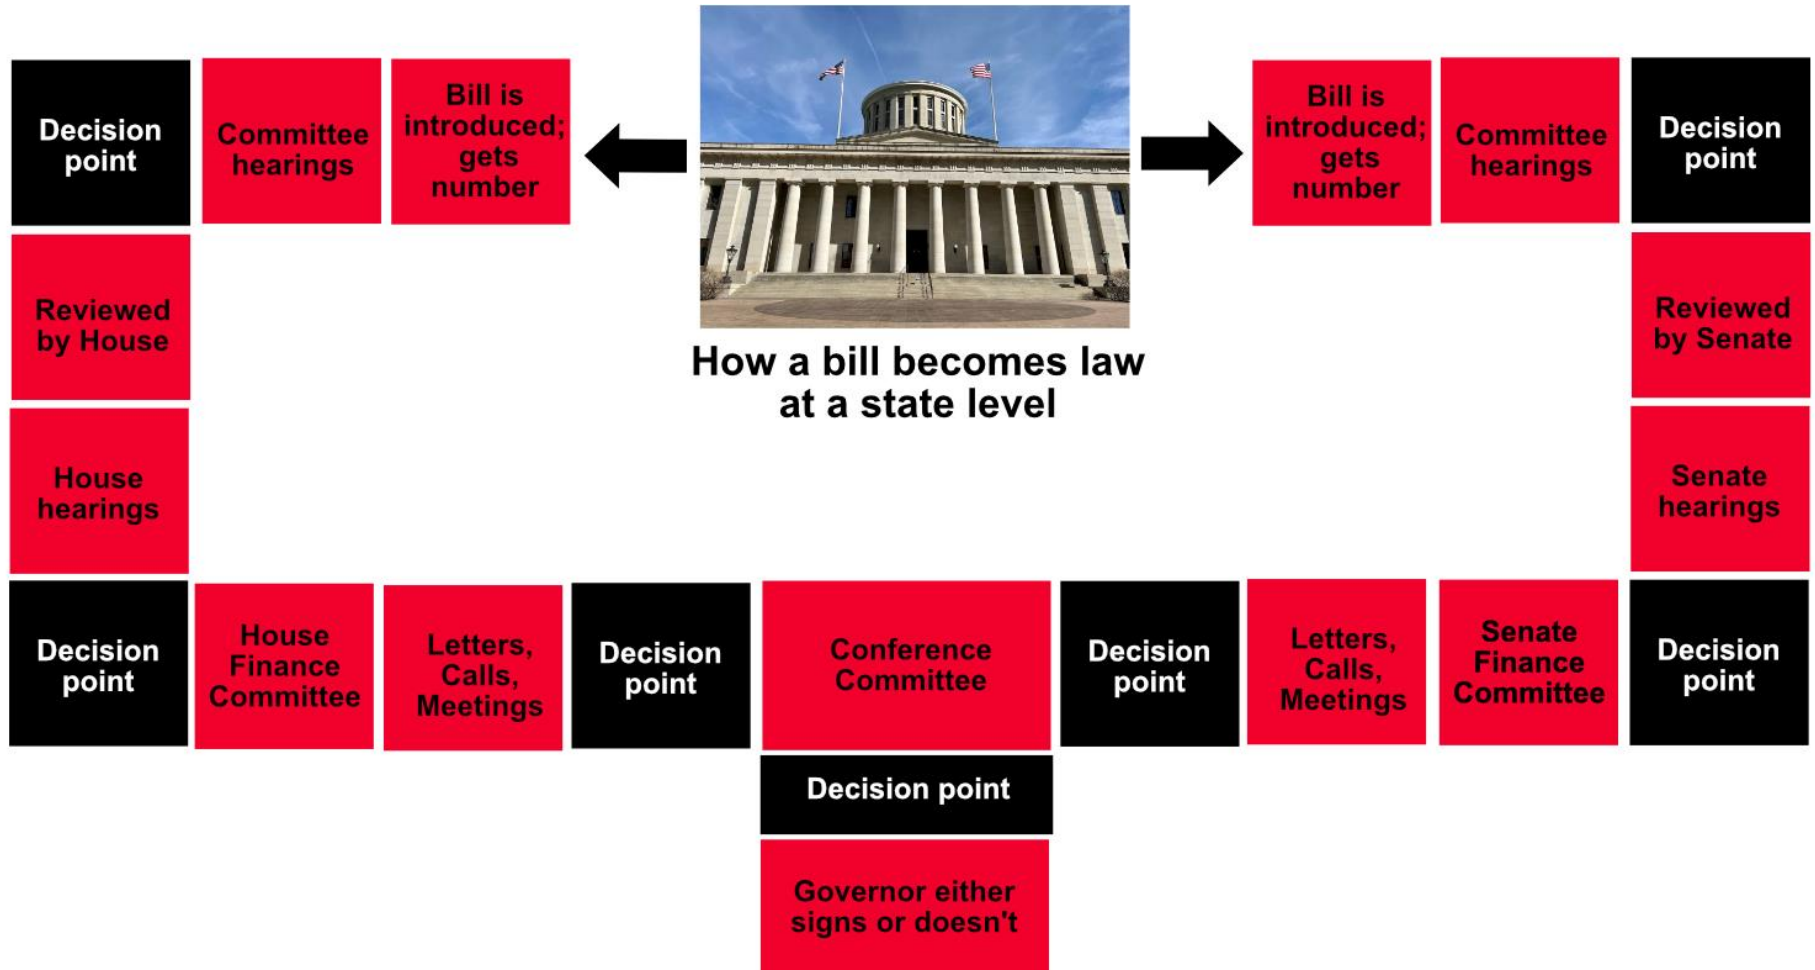 Decision
point
Committee
hearings
Bill is
introduced;
gets
number
Bill is
introduced;
gets
number
Committee
hearings
Decision
point
Reviewed
by House
Reviewed
by Senate
How a bill becomes law
at a state level
House
hearings
Senate
hearings
Decision
point
House
Finance
Committee
Letters,
Calls,
Meetings
Decision
point
Conference
Committee
Decision
point
Letters,
Calls,
Meetings
Senate
Finance
Committee
Decision
point
Decision point
Governor either
signs or doesn't